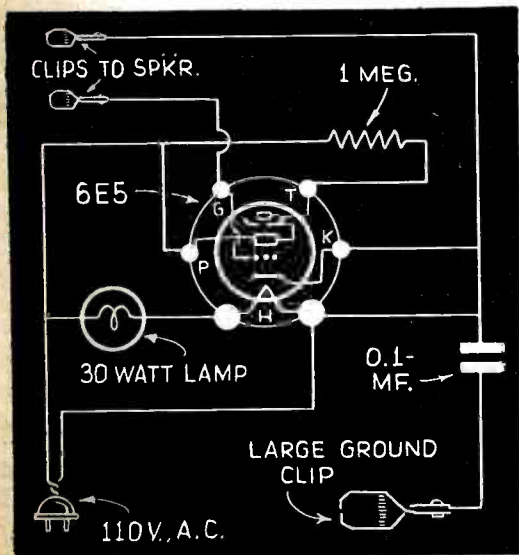 CLIPS TO SPKR.
1 MEG.
6E5
G
T
P
K
H
30 WATT LAMP
0.1-
MF.
LARGE GROUND
CLIP
110V., A.C.